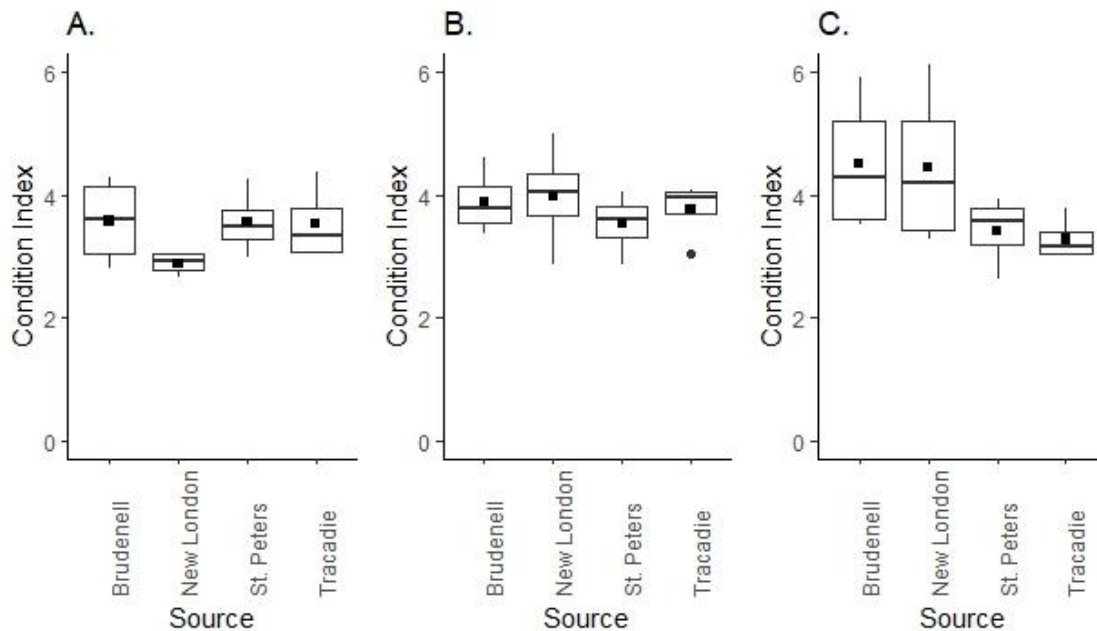 A.
Condition Index
6
4
2
0
Brudenell
New London
St. Peters
Tracadie
Source
B.
Condition Index
6
4
2
0
Brudenell
New London
St. Peters
Tracadie
Source
C.
Condition Index
6
4
2
0
Brudenell
New London
St. Peters
Tracadie
Source